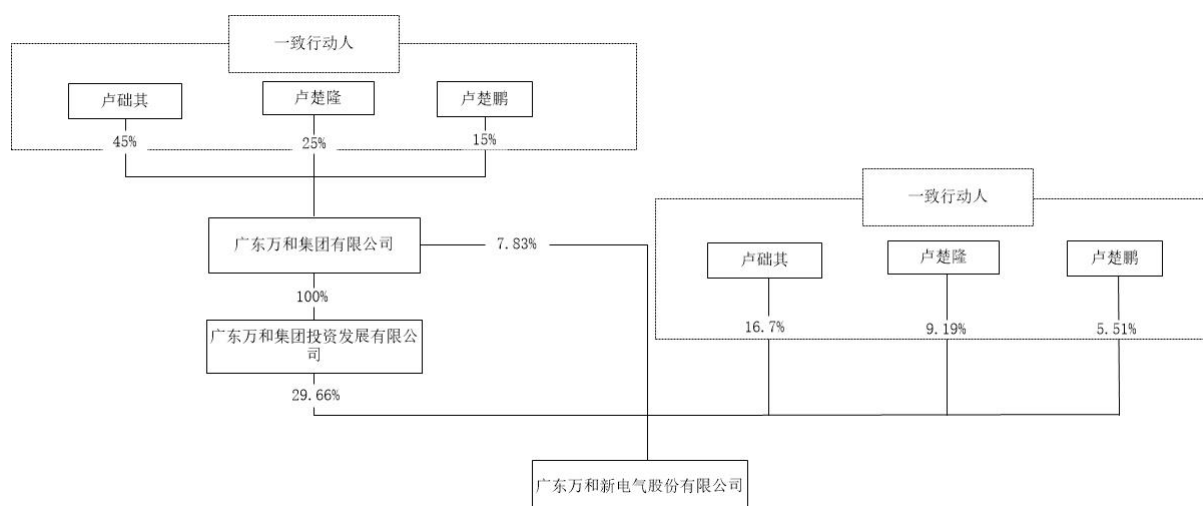 一致行动人
卢础其
卢楚隆
卢楚鹏
45%
25%
15%
一致行动人
广东万和集团有限公司
7.83%
卢础其
卢楚隆
卢楚鹏
100%
16.7%
9.19%
5.51%
广东万和集团投资发展有限公
司
29.66%
广东万和新电气股份有限公司